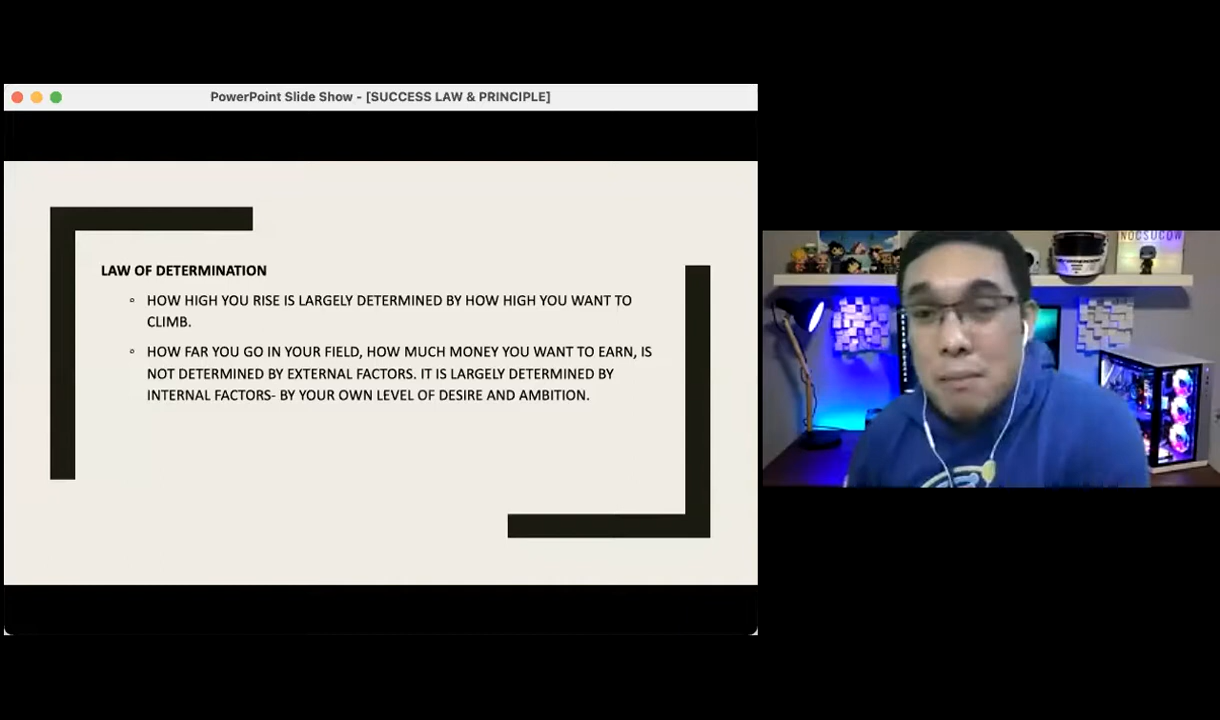 PowerPoint Slide Show - [SUCCESS LAW & PRINCIPLE]
LAW OF DETERMINATION
HOW HIGH YOU RISE IS LARGELY DETERMINED BY HOW HIGH YOU WANT TO
CLIMB.
HOW FAR YOU GO IN YOUR FIELD, HOW MUCH MONEY YOU WANT TO EARN, IS
NOT DETERMINED BY EXTERNAL FACTORS. IT IS LARGELY DETERMINED BY
INTERNAL FACTORS- BY YOUR OWN LEVEL OF DESIRE AND AMBITION.